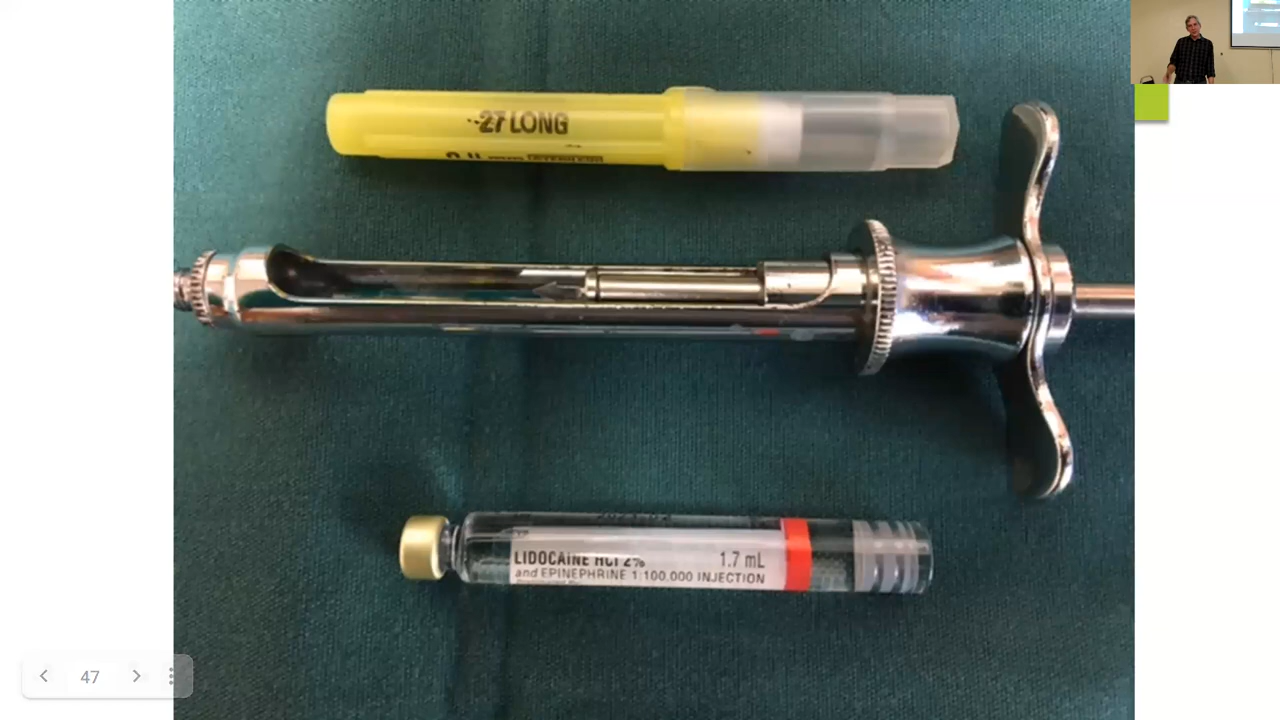 27 LONG
LIDOCAINE HCl 2% 1.7 mL
and EPINEPHRINE 1:100,000 INJECTION
47